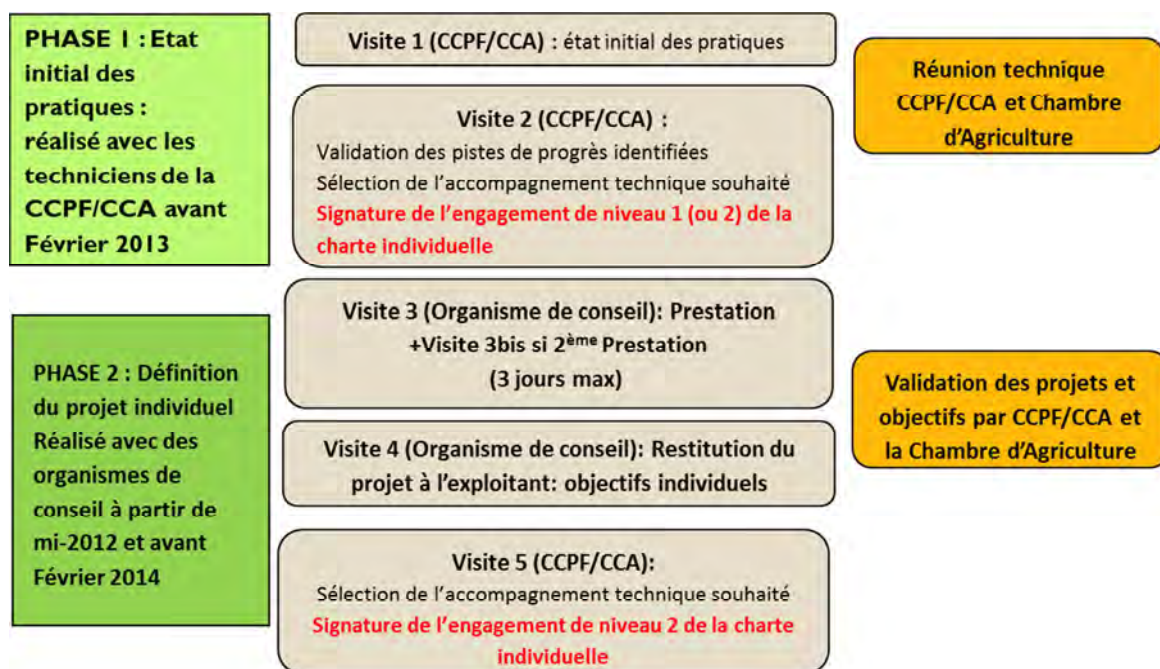 PHASE 1 : Etat
initial des
pratiques :
réalisé avec les
techniciens de la
CCPF/CCA avant
Février 2013
Visite 1 (CCPF/CCA) : état initial des pratiques
Visite 2 (CCPF/CCA) :
Validation des pistes de progrès identifiées
Sélection de l'accompagnement technique souhaité
Signature de l'engagement de niveau 1 (ou 2) de la
charte individuelle
Réunion technique
CCPF/CCA et Chambre
d'Agriculture
PHASE 2 : Définition
du projet individuel
Réalisé avec des
organismes de
conseil à partir de
mi-2012 et avant
Février 2014
Visite 3 (Organisme de conseil): Prestation
+Visite 3bis si 2ème Prestation
(3 jours max)
Visite 4 (Organisme de conseil): Restitution du
projet à l'exploitant: objectifs individuels
Visite 5 (CCPF/CCA):
Sélection de l'accompagnement technique souhaité
Signature de l'engagement de niveau 2 de la charte
individuelle
Validation des projets et
objectifs par CCPF/CCA et
la Chambre d'Agriculture